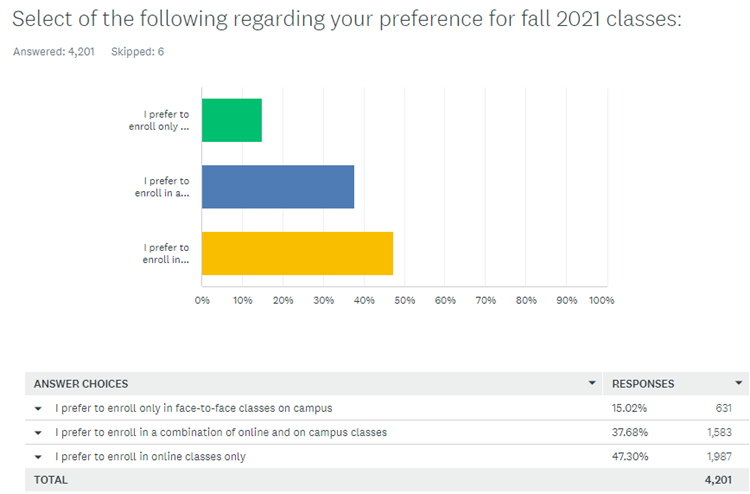 Select of the following regarding your preference for fall 2021 classes:
Answered: 4,201 Skipped: 6
I prefer to
enroll only ...
I prefer to
enroll in a...
I prefer to
enroll in...
0% 10% 20% 30% 40% 50% 60% 70% 80% 90% 100%
ANSWER CHOICES RESPONSES
I prefer to enroll only in face-to-face classes on campus 15.02% 631
I prefer to enroll in a combination of online and on campus classes 37.68% 1,583
I prefer to enroll in online classes only 47.30% 1,987
TOTAL 4,201